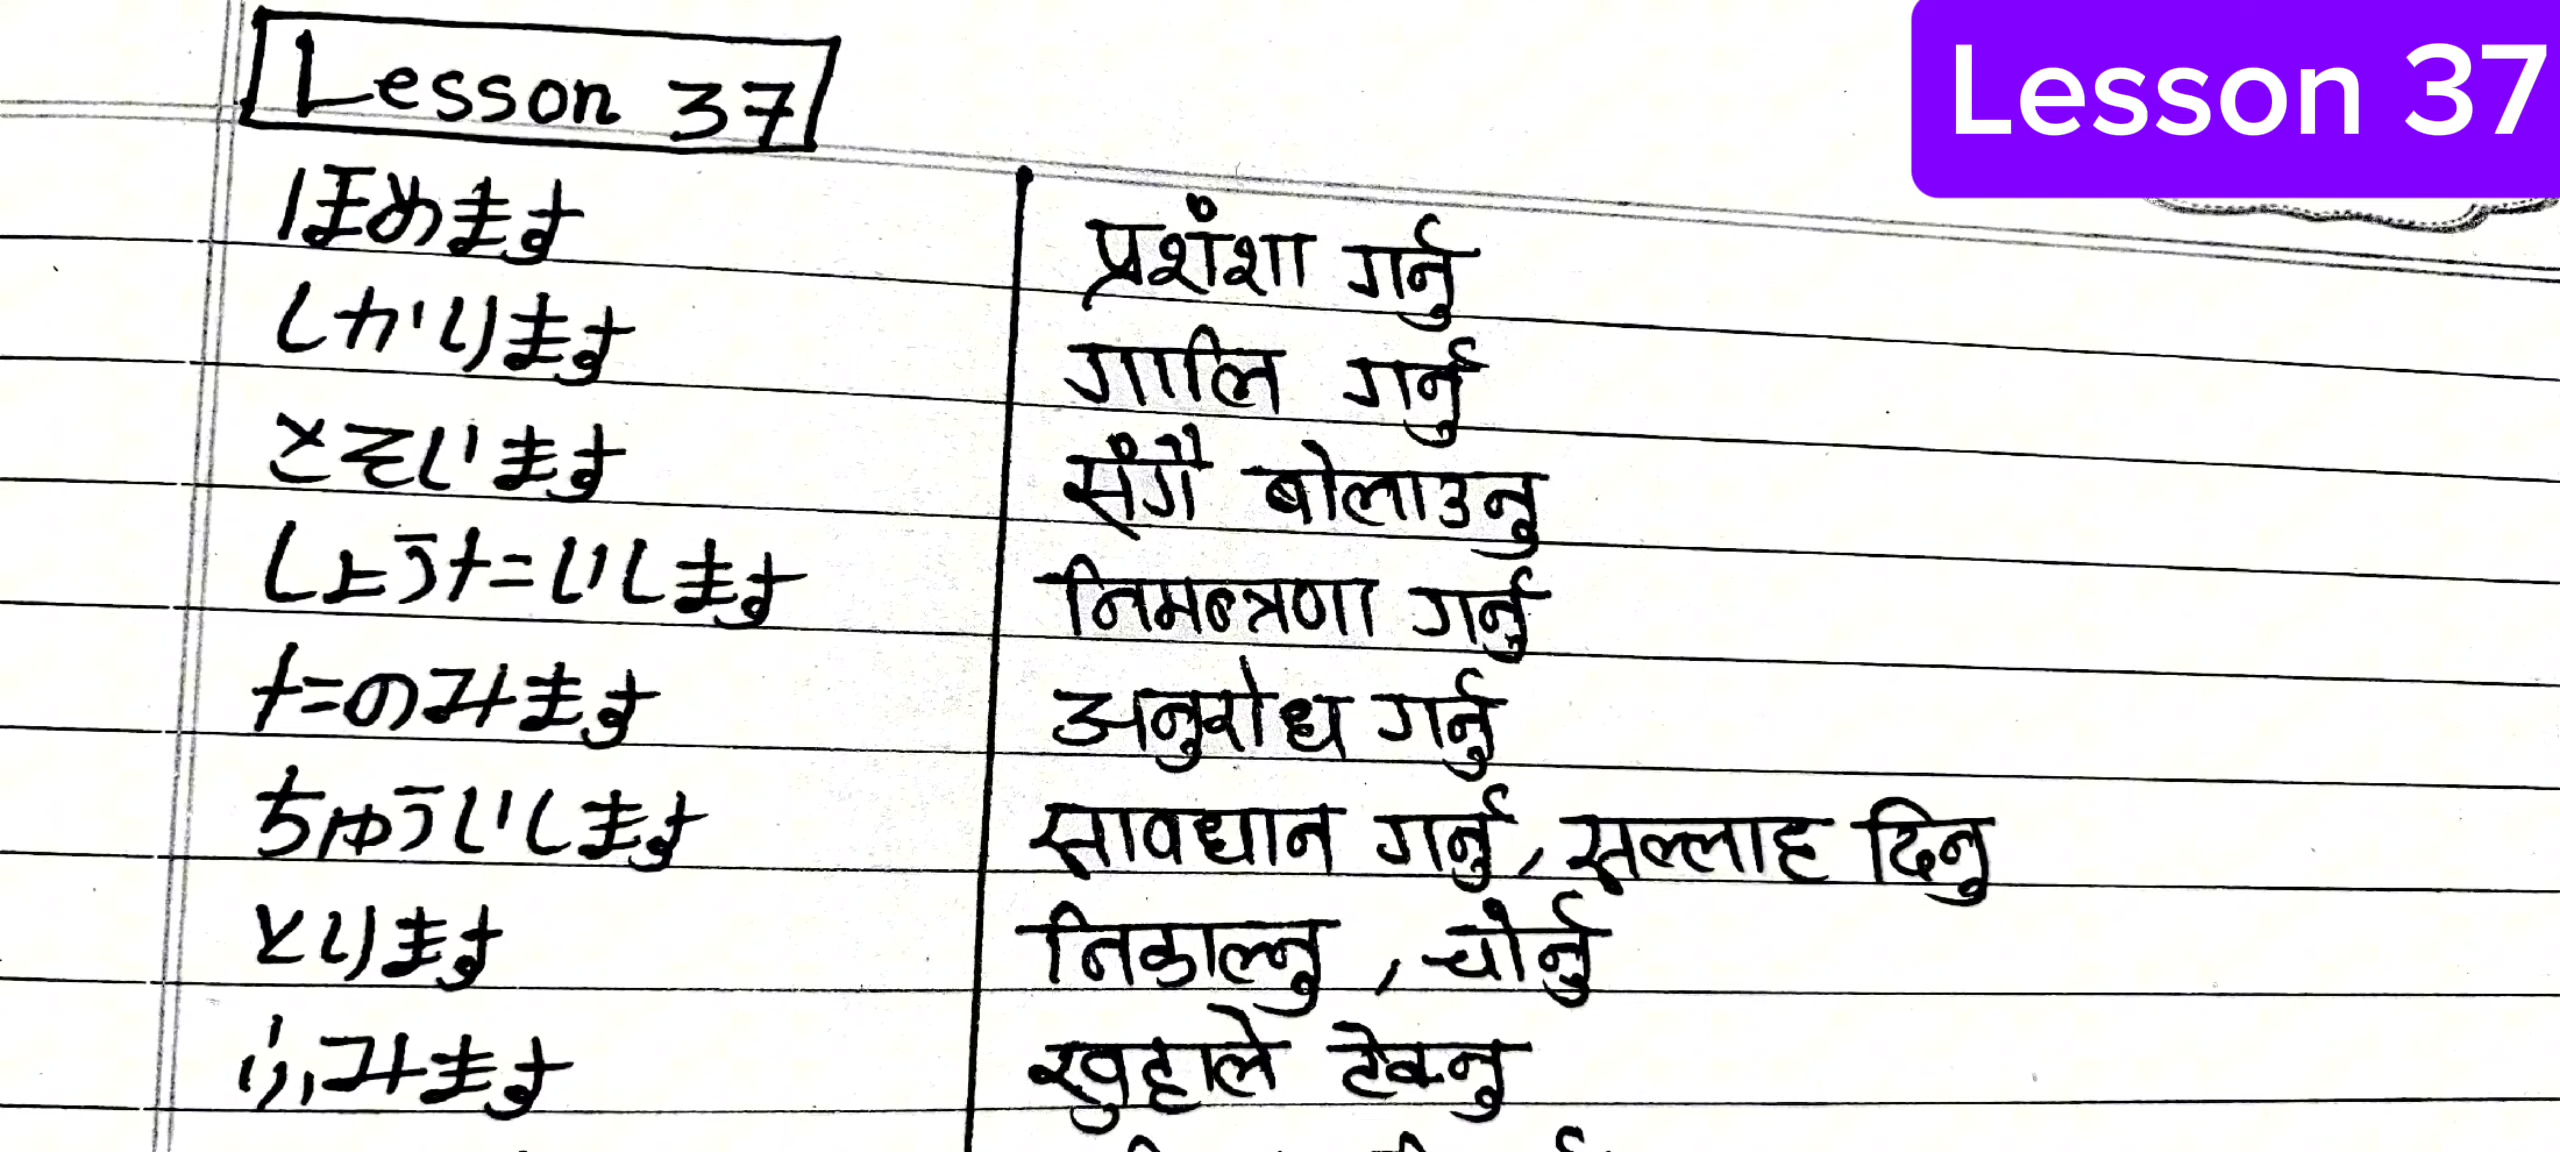 Lesson 37
Lesson 37
ほめます प्रशंशा गर्नु
しかります गालि गर्नु
さそいます सँगै बोलाउनु
しょうたいします निमन्त्रणा गर्नु
たのみます अनुरोध गर्नु
ちゅういします सावधान गर्नु, सल्लाह दिनु
とります निकाल्नु, चोर्नु
ふみます खुट्टाले टेक्नु